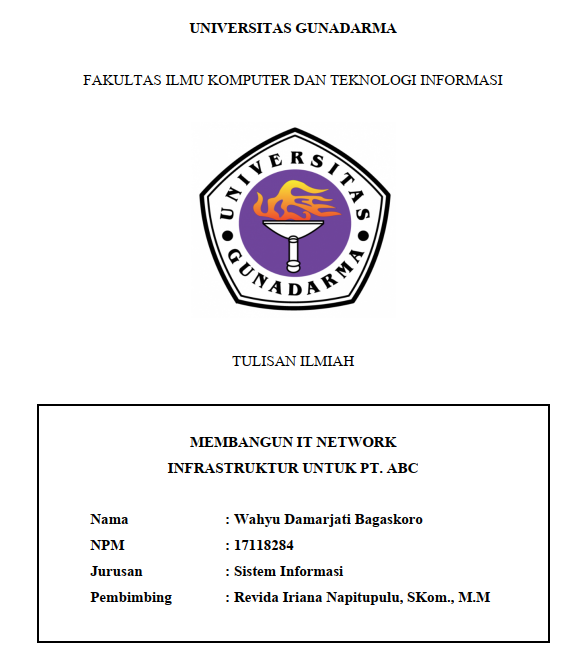 UNIVERSITAS GUNADARMA
FAKULTAS ILMU KOMPUTER DAN TEKNOLOGI INFORMASI
UNIVERSITAS
GUNADARMA
TULISAN ILMIAH
MEMBANGUN IT NETWORK
INFRASTRUKTUR UNTUK PT. ABC
Nama : Wahyu Damarjati Bagaskoro
NPM : 17118284
Jurusan : Sistem Informasi
Pembimbing : Revida Iriana Napitupulu, SKom., M.M